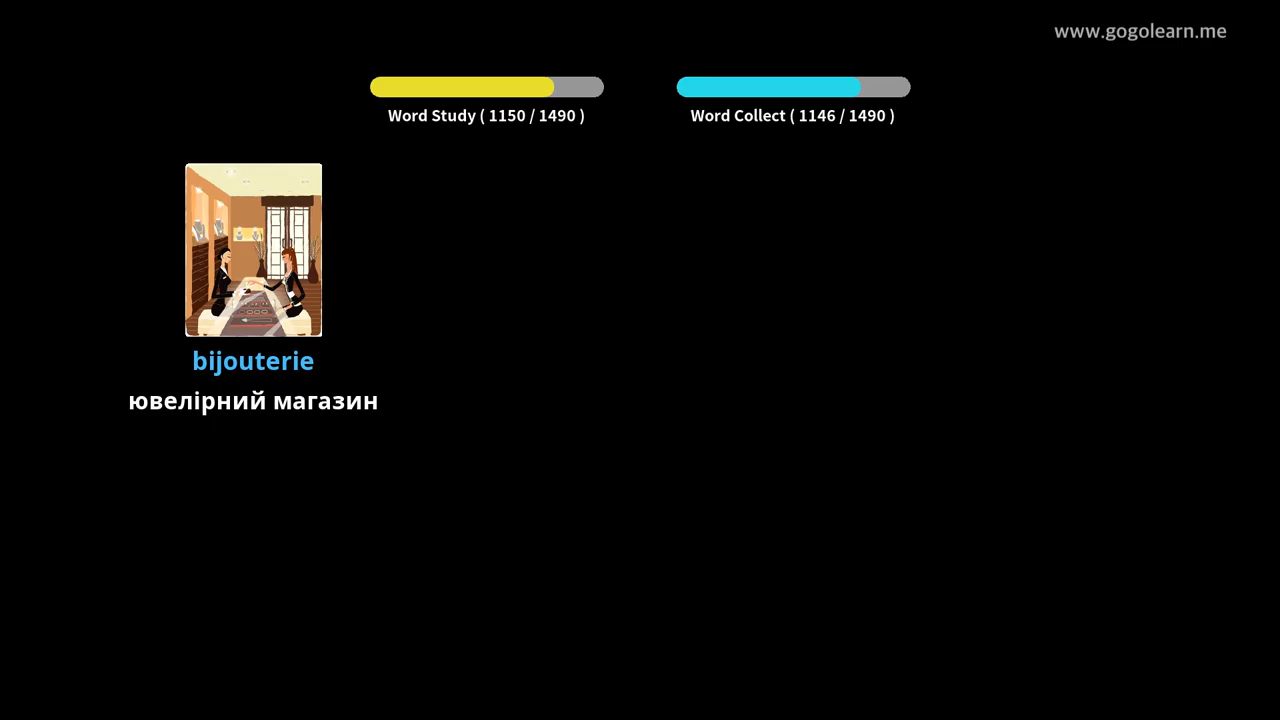 www.gogolearn.me
Word Study ( 1150 / 1490 )
Word Collect ( 1146 / 1490 )
bijouterie
ювелірний магазин